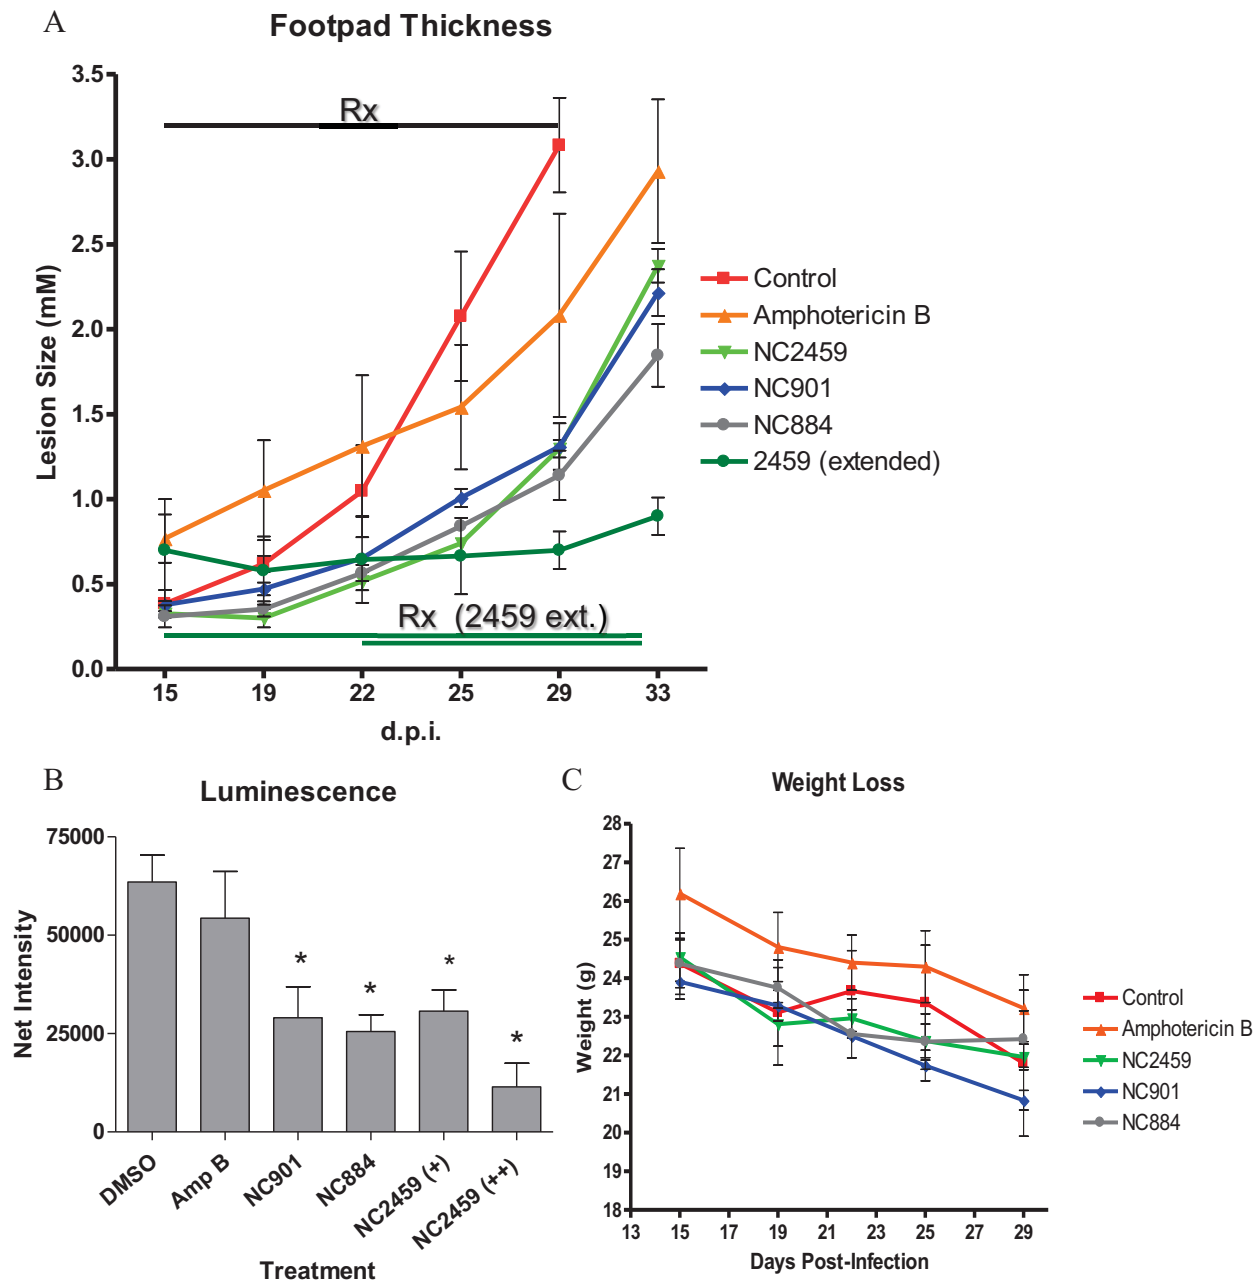 A
Footpad Thickness
3.5
3.0
2.5
2.0
1.5
1.0
0.5
0.0
Lesion Size (mM)
Rx
Rx (2459 ext.)
15 19 22 25 29 33
d.p.i.
Control
Amphotericin B
NC2459
NC901
NC884
2459 (extended)
B
Luminescence
75000
50000
25000
0
Net Intensity
* * * *
DMSO
Amp B
NC901
NC884
NC2459 (+)
NC2459 (++)
Treatment
C
Weight Loss
28
27
26
25
24
23
22
21
20
19
18
Weight (g)
13 15 17 19 21 23 25 27 29
Days Post-Infection
Control
Amphotericin B
NC2459
NC901
NC884